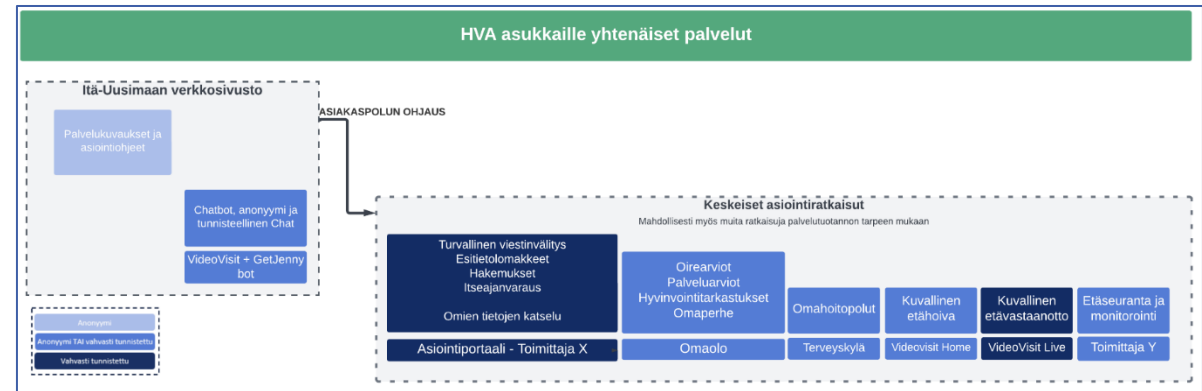 HVA asukkaille yhtenäiset palvelut
Itä-Uusimaan verkkosivusto
Palvelukuvaukset ja
asiointiohjeet
Chatbot, anonyymi ja
tunnisteellinen Chat
VideoVisit + GetJenny
bot
ASIAKASPOLUN OHJAUS
Anonyymi
Anonyymi TAI vahvasti tunnistettu
Vahvasti tunnistettu
Keskeiset asiointiratkaisut
Mahdollisesti myös muita ratkaisuja palvelutuotannon tarpeen mukaan
Turvallinen viestinvälitys
Esitietolomakkeet
Hakemukset
Itseajanvaraus
Omien tietojen katselu
Asiointiportaali - Toimittaja X
Oirearviot
Palveluarviot
Hyvinvointitarkastukset
Omaperhe
Omaolo
Omahoitopolut
Terveyskylä
Kuvallinen
etähoiva
Videovisit Home
Kuvallinen
etävastaanotto
VideoVisit Live
Etäseuranta ja
monitorointi
Toimittaja Y